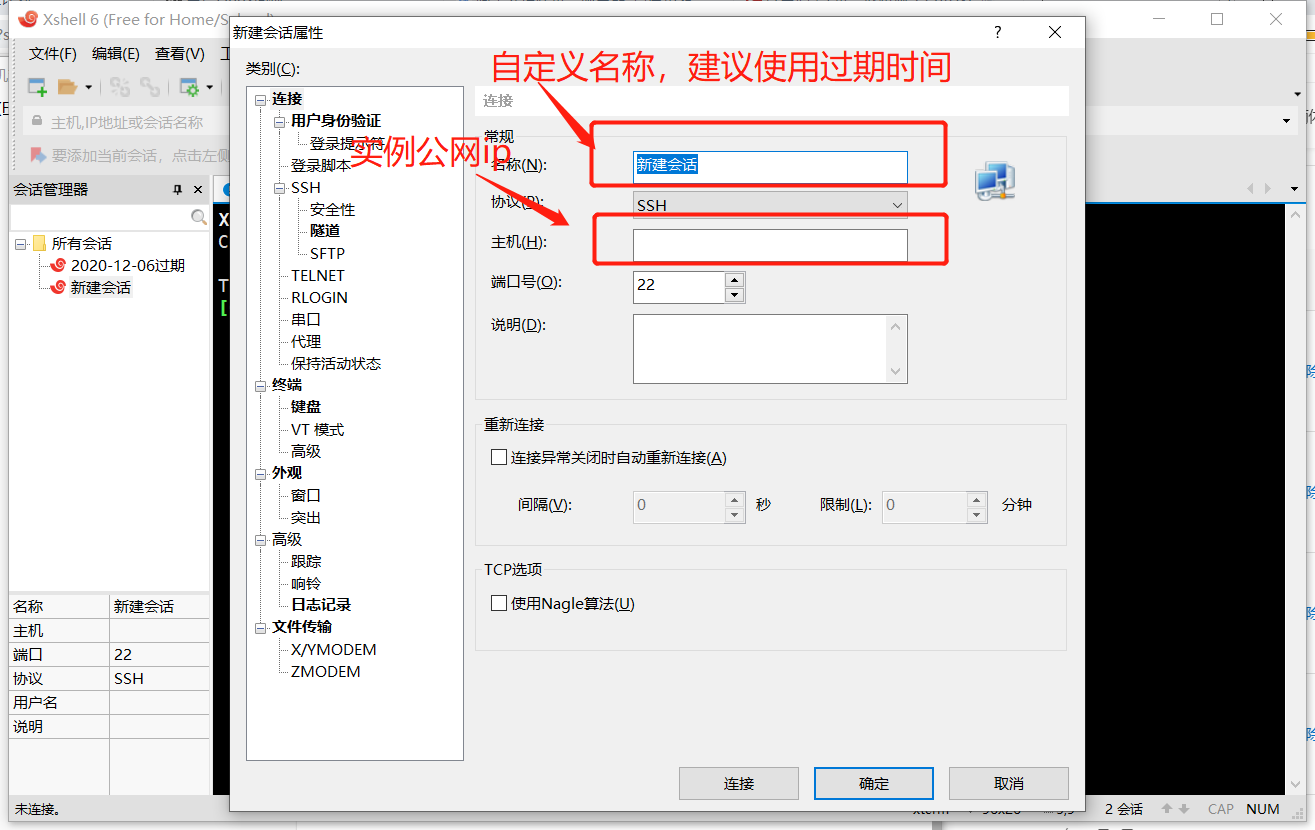 Xshell 6 (Free for Home/S
新建会话属性
文件(F) 编辑(E) 查看(V)
类别(C):
自定义名称，建议使用过期时间
实例公网ip
主机,IP地址或会话名称
要添加当前会话，点击左侧
会话管理器
所有会话
2020-12-06过期
新建会话
名称 新建会话
主机
端口 22
协议 SSH
用户名
说明
未连接。
连接
用户身份验证
登录提示符
登录脚本
SSH
安全性
隧道
SFTP
TELNET
RLOGIN
串口
代理
保持活动状态
终端
键盘
VT 模式
高级
外观
窗口
突出
高级
跟踪
响铃
日志记录
文件传输
X/YMODEM
ZMODEM
连接
常规
名称(N): 新建会话
协议(P): SSH
主机(H):
端口号(O): 22
说明(D):
重新连接
连接异常关闭时自动重新连接(A)
间隔(V): 0 秒 限制(L): 0 分钟
TCP选项
使用Nagle算法(U)
连接 确定 取消
2 会话 CAP NUM